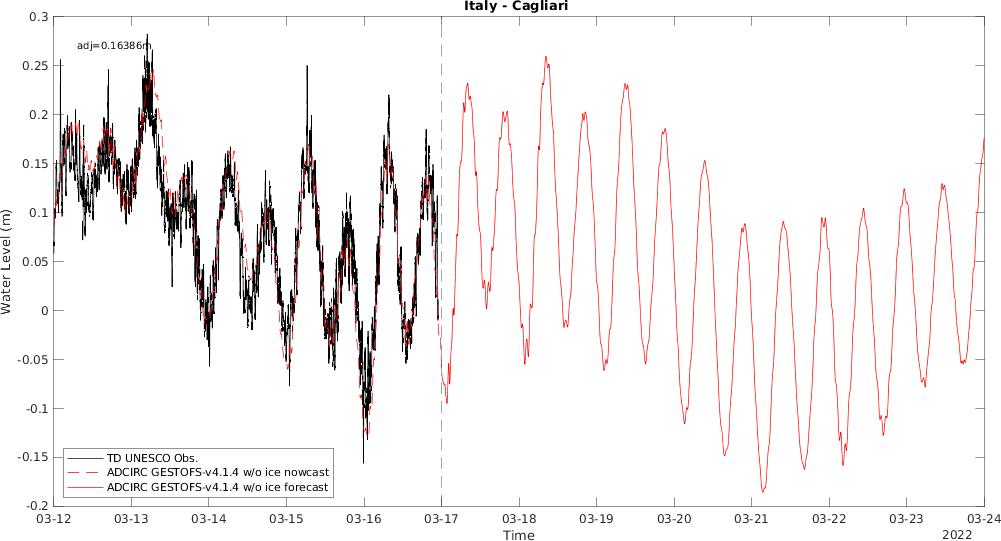 Italy - Cagliari
adj=0.16386m
0.3
0.25
0.2
0.15
0.1
0.05
0
-0.05
-0.1
-0.15
-0.2
Water Level (m)
TD UNESCO Obs.
ADCIRC GESTOFS-v4.1.4 w/o ice nowcast
ADCIRC GESTOFS-v4.1.4 w/o ice forecast
03-12 03-13 03-14 03-15 03-16 03-17 03-18 03-19 03-20 03-21 03-22 03-23 03-24
Time
2022